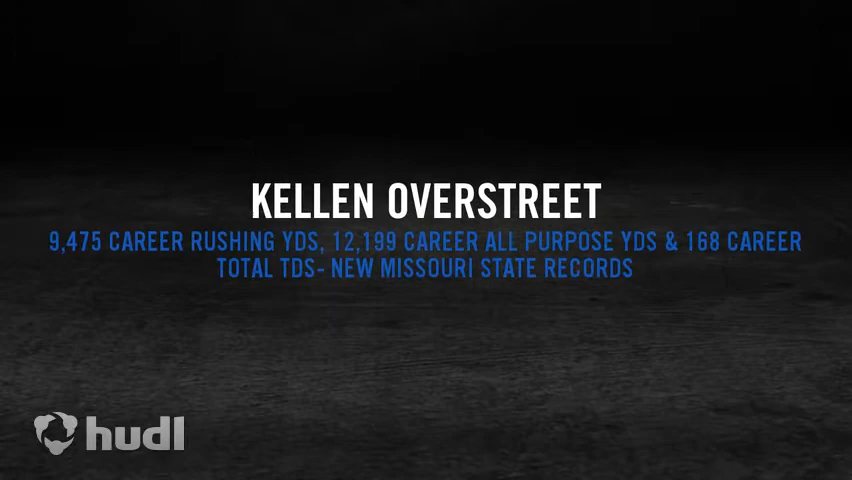 KELLEN OVERSTREET
9,475 CAREER RUSHING YDS, 12,199 CAREER ALL PURPOSE YDS & 168 CAREER
TOTAL TDS- NEW MISSOURI STATE RECORDS
hudl